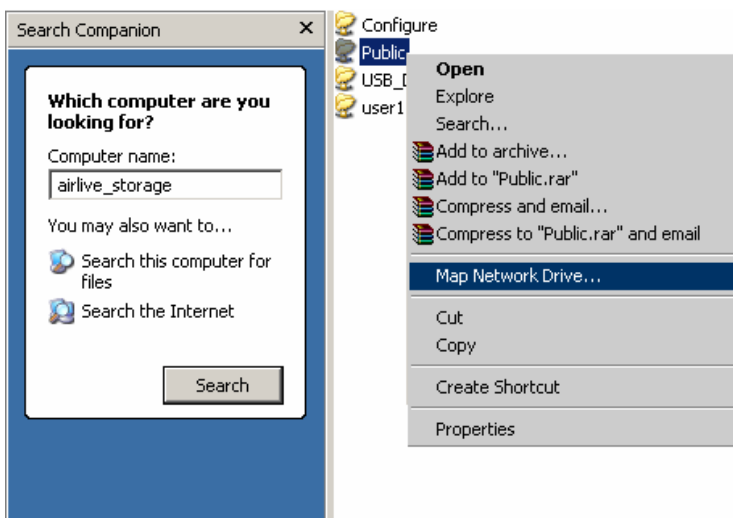 Search Companion
Which computer are you
looking for?
Computer name:
airlive_storage
You may also want to...
Search this computer for
files
Search the Internet
Search
Configure
Public
user1
Open
Explore
Search...
Add to archive...
Add to "Public.rar"
Compress and email...
Compress to "Public.rar" and email
Map Network Drive...
Cut
Copy
Create Shortcut
Properties